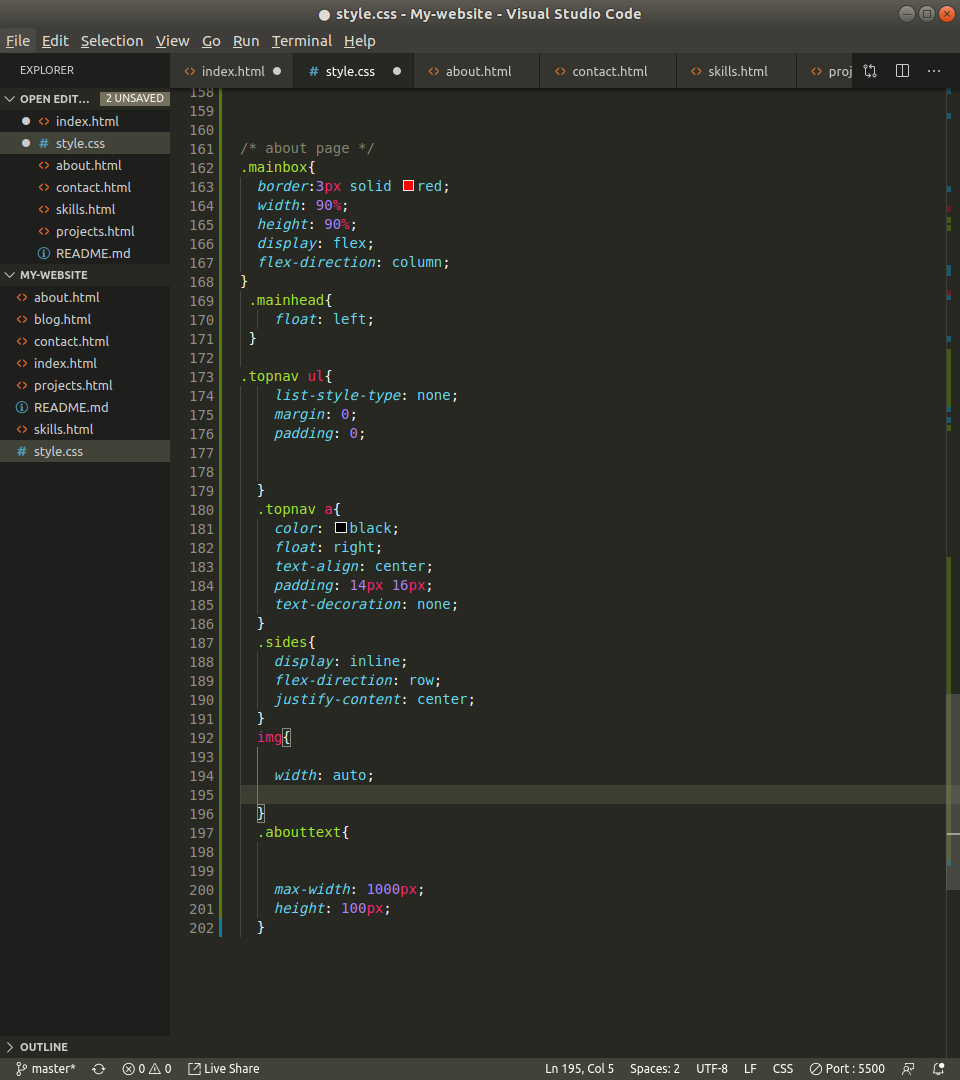 style.css - My-website - Visual Studio Code
File Edit Selection View Go Run Terminal Help
EXPLORER
index.html
style.css
about.html
contact.html
skills.html
proj
OPEN EDIT... 2 UNSAVED
index.html
style.css
about.html
contact.html
skills.html
projects.html
README.md
MY-WEBSITE
about.html
blog.html
contact.html
index.html
projects.html
README.md
skills.html
style.css
158
159
160
161 /* about page */
162 .mainbox{
163 border:3px solid red;
164 width: 90%;
165 height: 90%;
166 display: flex;
167 flex-direction: column;
168 }
169 .mainhead{
170 float: left;
171 }
172
173 .topnav ul{
174 list-style-type: none;
175 margin: 0;
176 padding: 0;
177
178
179 }
180 .topnav a{
181 color: black;
182 float: right;
183 text-align: center;
184 padding: 14px 16px;
185 text-decoration: none;
186 }
187 .sides{
188 display: inline;
189 flex-direction: row;
190 justify-content: center;
191 }
192 img{
193
194 width: auto;
195
196 }
197 .abouttext{
198
199
200 max-width: 1000px;
201 height: 100px;
202 }
OUTLINE
master* 0 0 Live Share Ln 195, Col 5 Spaces: 2 UTF-8 LF CSS Port : 5500